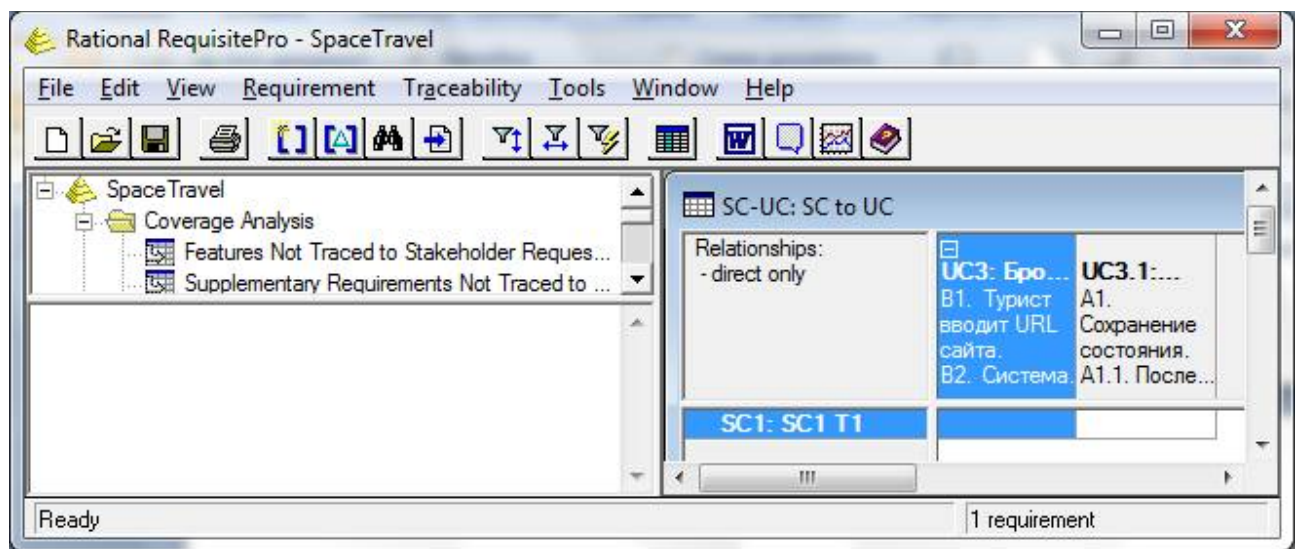 Rational RequisitePro - SpaceTravel
File Edit View Requirement Traceability Tools Window Help
SpaceTravel
Coverage Analysis
Features Not Traced to Stakeholder Reques...
Supplementary Requirements Not Traced to ...
SC-UC: SC to UC
Relationships:
- direct only
UC3: Бро...
B1. Турист
вводит URL
сайта.
B2. Система.
UC3.1:...
A1.
Сохранение
состояния.
A1.1. После...
SC1: SC1 T1
Ready
1 requirement